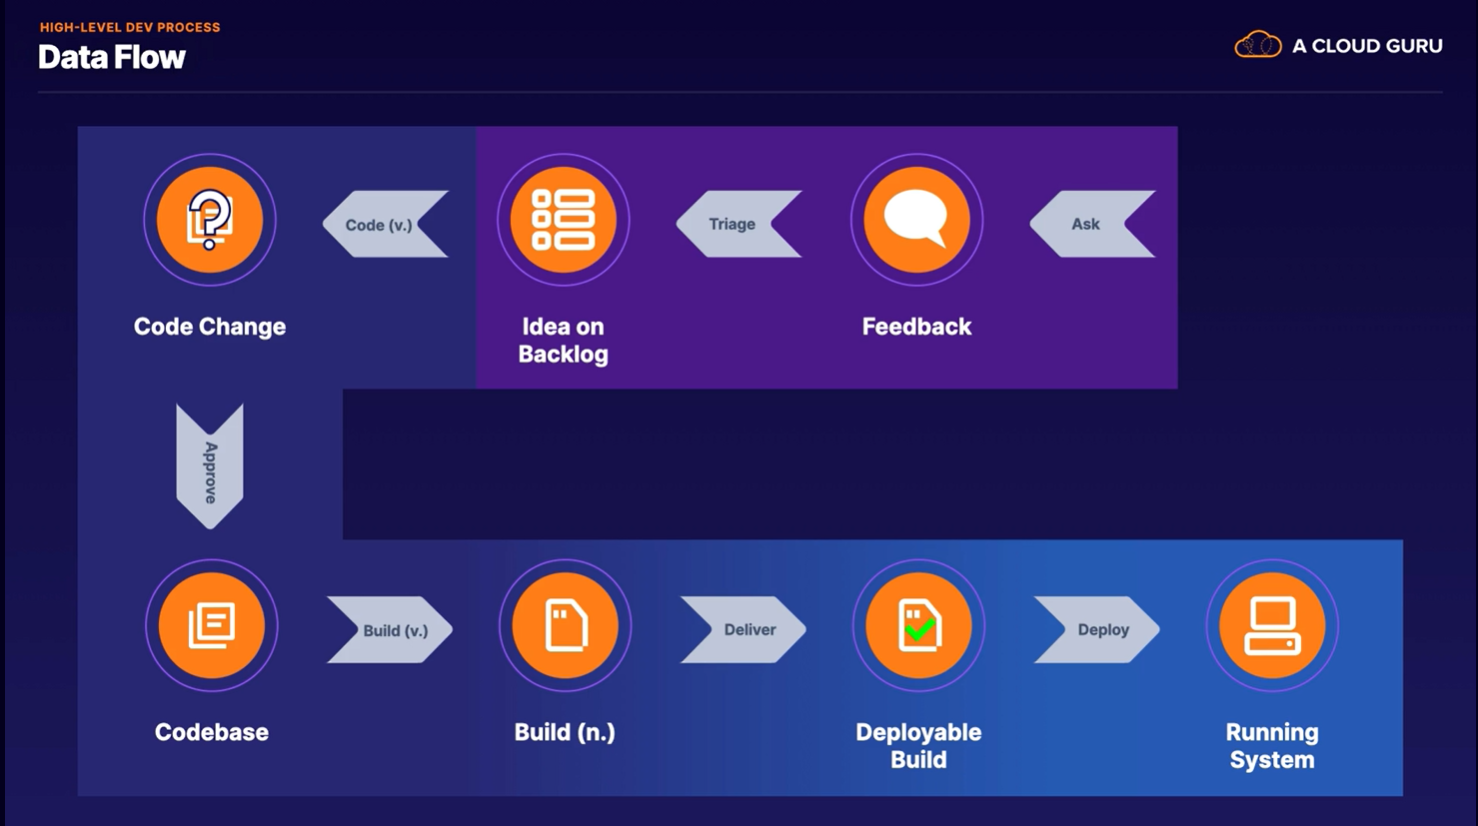 HIGH-LEVEL DEV PROCESS
Data Flow
A CLOUD GURU
Code (v.)
Triage
Ask
Code Change
Idea on
Backlog
Feedback
Approve
Build (v.)
Deliver
Deploy
Codebase
Build (n.)
Deployable
Build
Running
System